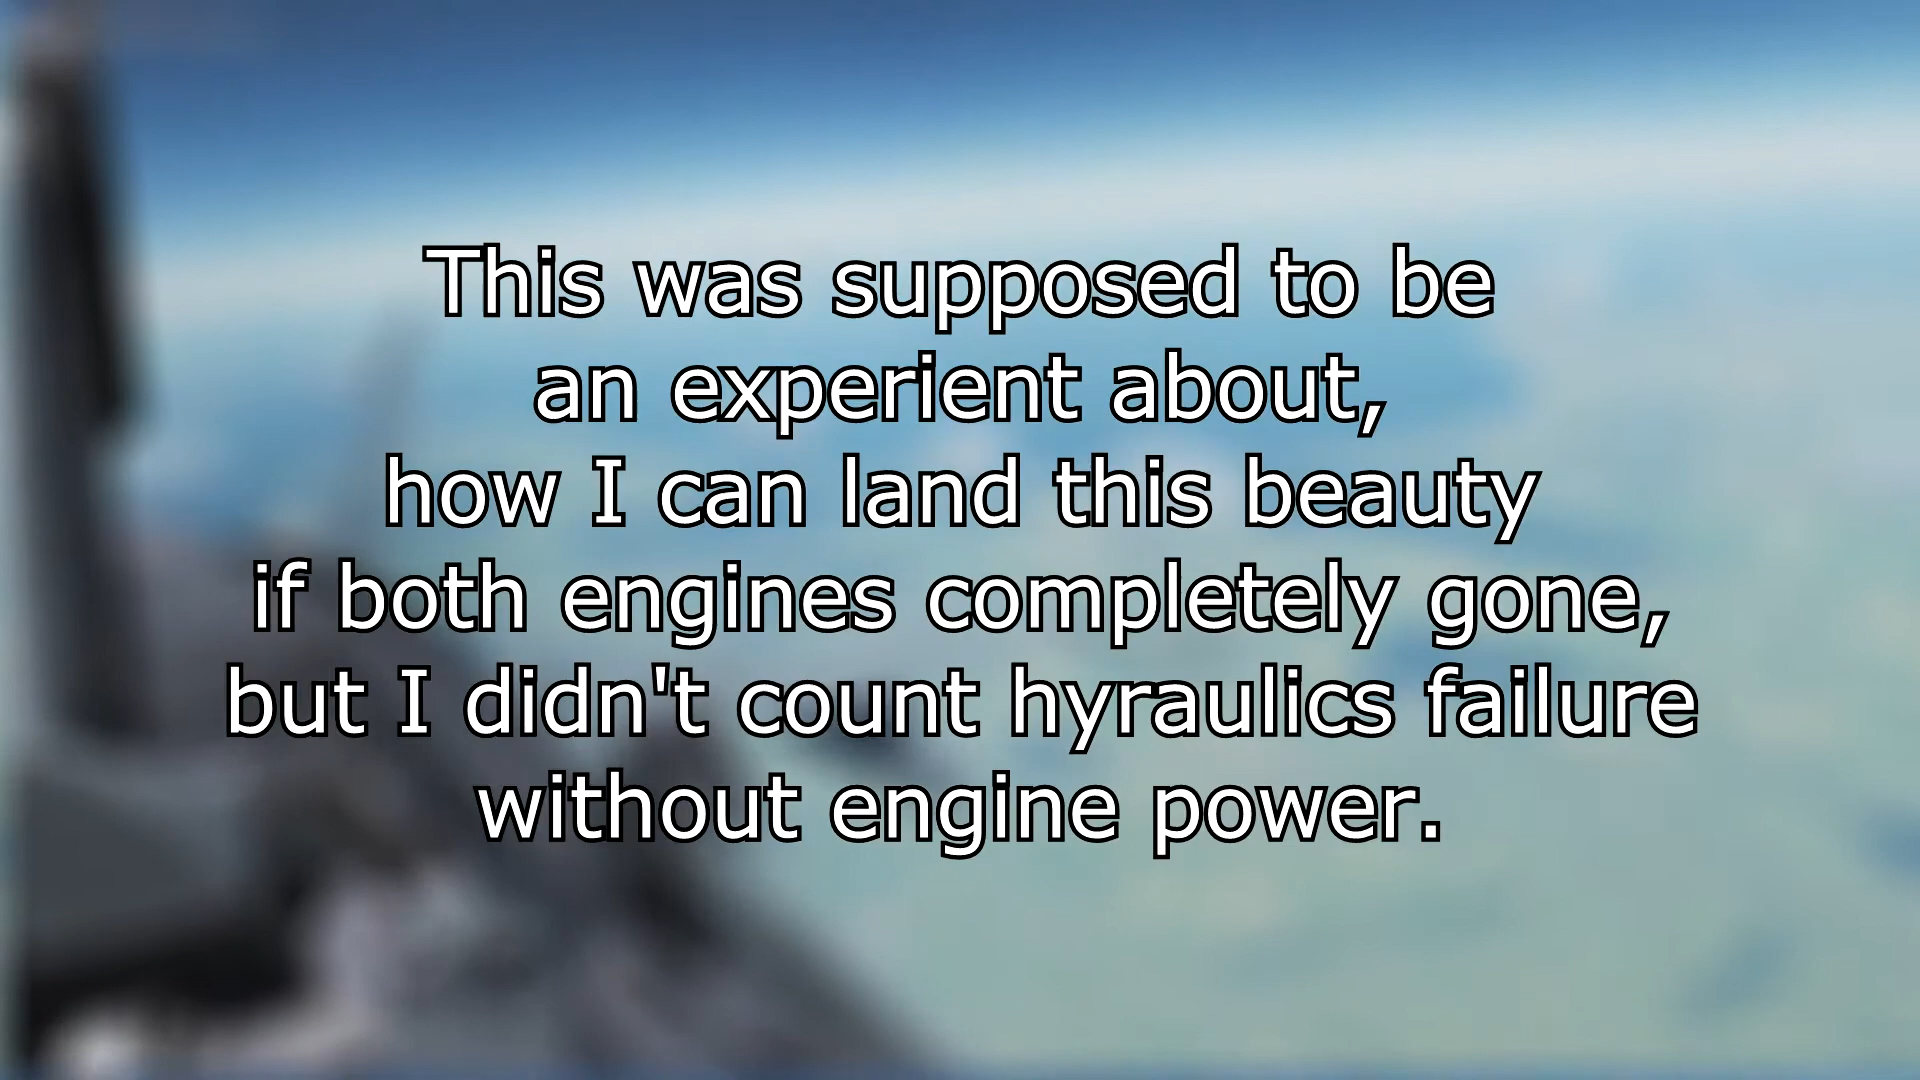 This was supposed to be
an experient about,
how I can land this beauty
if both engines completely gone,
but I didn't count hyraulics failure
without engine power.